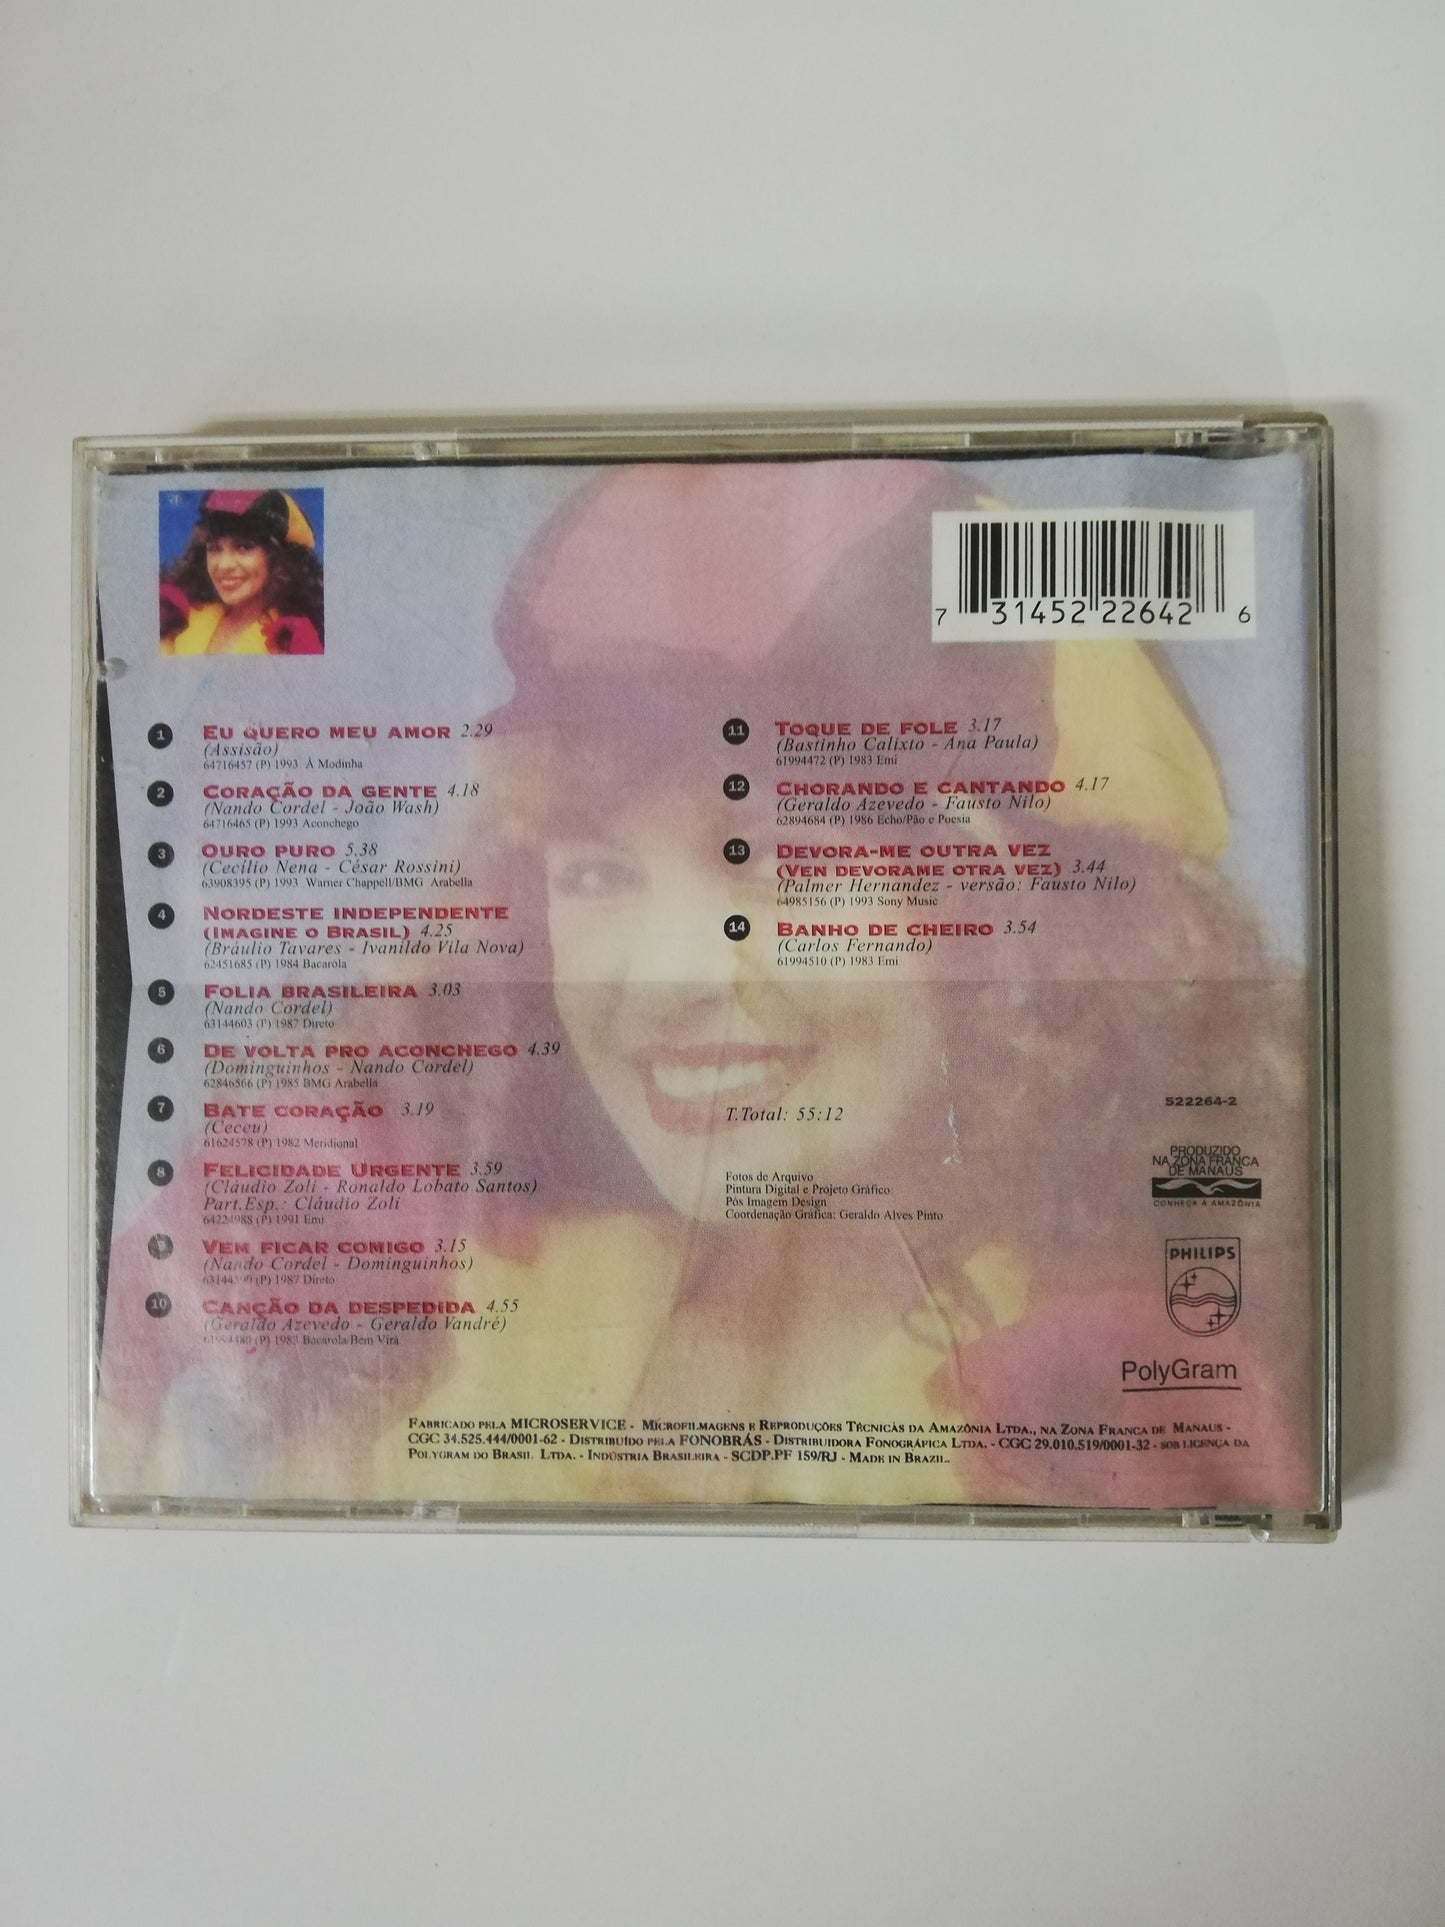 7 31452 22642 6
1 EU QUERO MEU AMOR 2.29
(Assisão)
64716457 (P) 1993 À Modinha
2 CORAÇÃO DA GENTE 4.18
(Nando Cordel - João Wash)
64716465 (P) 1993 Aconchego
3 OURO PURO 5.38
(Cecílio Nena - César Rossini)
63908395 (P) 1993 Warner Chappell/BMG Arabella
4 NORDESTE INDEPENDENTE
(IMAGINE O BRASIL) 4.25
(Bráulio Tavares - Ivanildo Vila Nova)
62451685 (P) 1984 Bacarola
5 FOLIA BRASILEIRA 3.03
(Nando Cordel)
63144603 (P) 1987 Direto
6 DE VOLTA PRO ACONCHEGO 4.39
(Dominguinhos - Nando Cordel)
62846566 (P) 1985 BMG Arabella
7 BATE CORAÇÃO 3.19
(Ceceu)
61624578 (P) 1982 Meridional
8 FELICIDADE URGENTE 3.59
(Cláudio Zoli - Ronaldo Lobato Santos)
Part.Esp.: Cláudio Zoli
64224988 (P) 1991 Emi
9 VEM FICAR COMIGO 3.15
(Nando Cordel - Dominguinhos)
(P) 1987 Direto
10 CANÇÃO DA DESPEDIDA 4.55
(Geraldo Azevedo - Geraldo Vandré)
61994480 (P) 1983 Bacarola/Bem Virá
11 TOQUE DE FOLE 3.17
(Bastinho Calixto - Ana Paula)
61994472 (P) 1983 Emi
12 CHORANDO E CANTANDO 4.17
(Geraldo Azevedo - Fausto Nilo)
62894684 (P) 1986 Echo/Pão e Poesia
13 DEVORA-ME OUTRA VEZ
(VEN DEVORAME OTRA VEZ) 3.44
(Palmer Hernandez - versão: Fausto Nilo)
64985156 (P) 1993 Sony Music
14 BANHO DE CHEIRO 3.54
(Carlos Fernando)
61994510 (P) 1983 Emi
T.Total: 55:12
Fotos de Arquivo
Pintura Digital e Projeto Gráfico:
Pós Imagem Design
Coordenação Gráfica: Geraldo Alves Pinto
522264-2
PRODUZIDO
NA ZONA FRANCA
DE MANAUS
CONHEÇA A AMAZÔNIA
PHILIPS
PolyGram
FABRICADO PELA MICROSERVICE - MICROFILMAGENS E REPRODUÇÕES TÉCNICAS DA AMAZÔNIA LTDA., NA ZONA FRANCA DE MANAUS -
CGC 34.525.444/0001-62 - DISTRIBUÍDO PELA FONOBRÁS - DISTRIBUIDORA FONOGRÁFICA LTDA. - CGC 29.010.519/0001-32 - SOB LICENÇA DA
POLYGRAM DO BRASIL LTDA. - INDÚSTRIA BRASILEIRA - SCDP.PF 159/RJ - MADE IN BRAZIL.